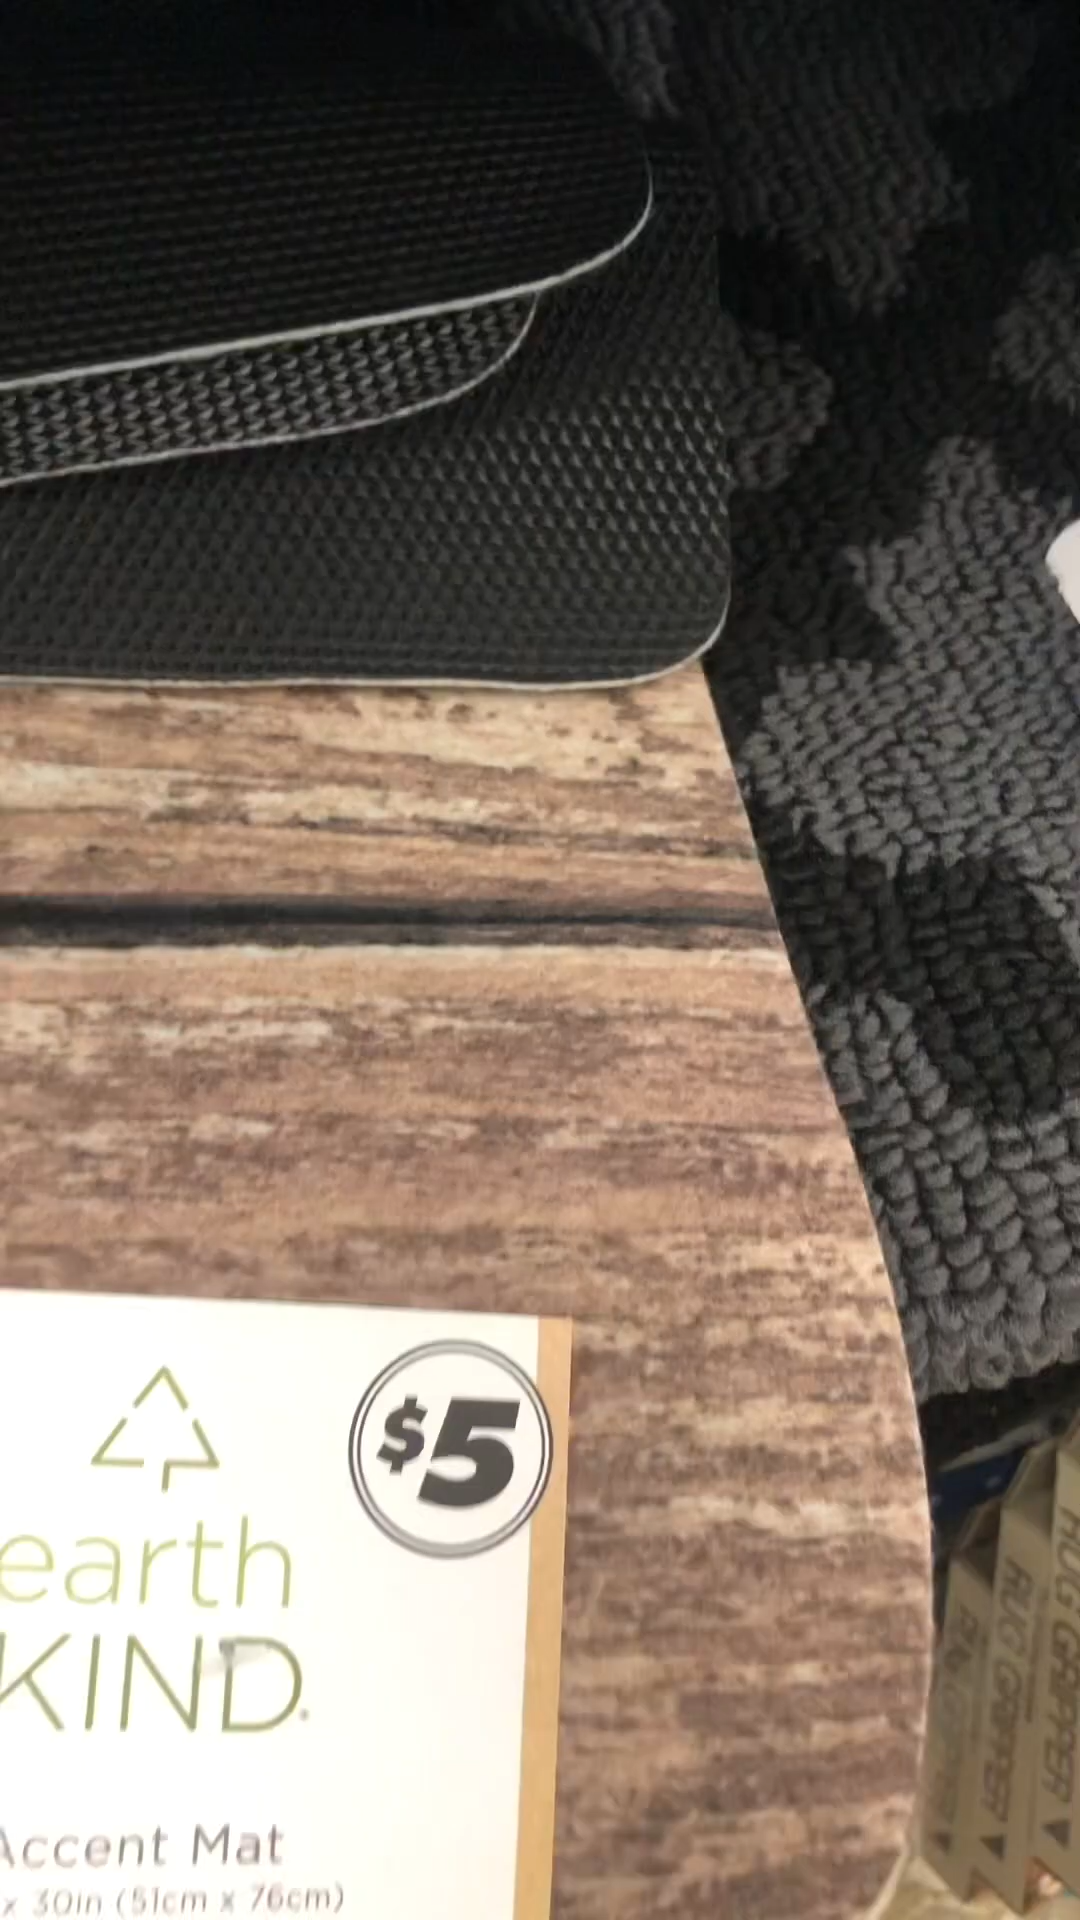 $5
earth
KIND.
Accent Mat
x 30in (51cm x 76cm)
RUG GRIPPER
RUG GRIPPER